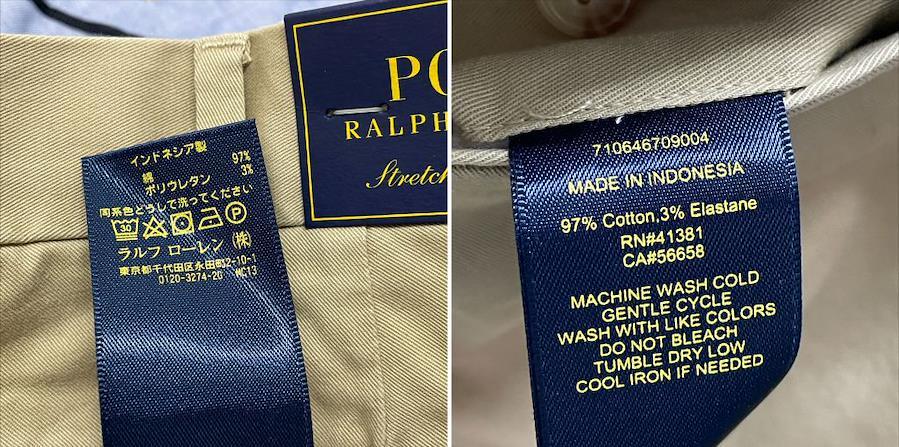 インドネシア製
綿 97%
ポリウレタン 3%
同系色どうしで洗ってください
30 P
ラルフ ローレン(株)
東京都千代田区永田町2-10-1
0120-3274-20
RALPH
Stretch
710646709004
MADE IN INDONESIA
97% Cotton,3% Elastane
RN#41381
CA#56658
MACHINE WASH COLD
GENTLE CYCLE
WASH WITH LIKE COLORS
DO NOT BLEACH
TUMBLE DRY LOW
COOL IRON IF NEEDED